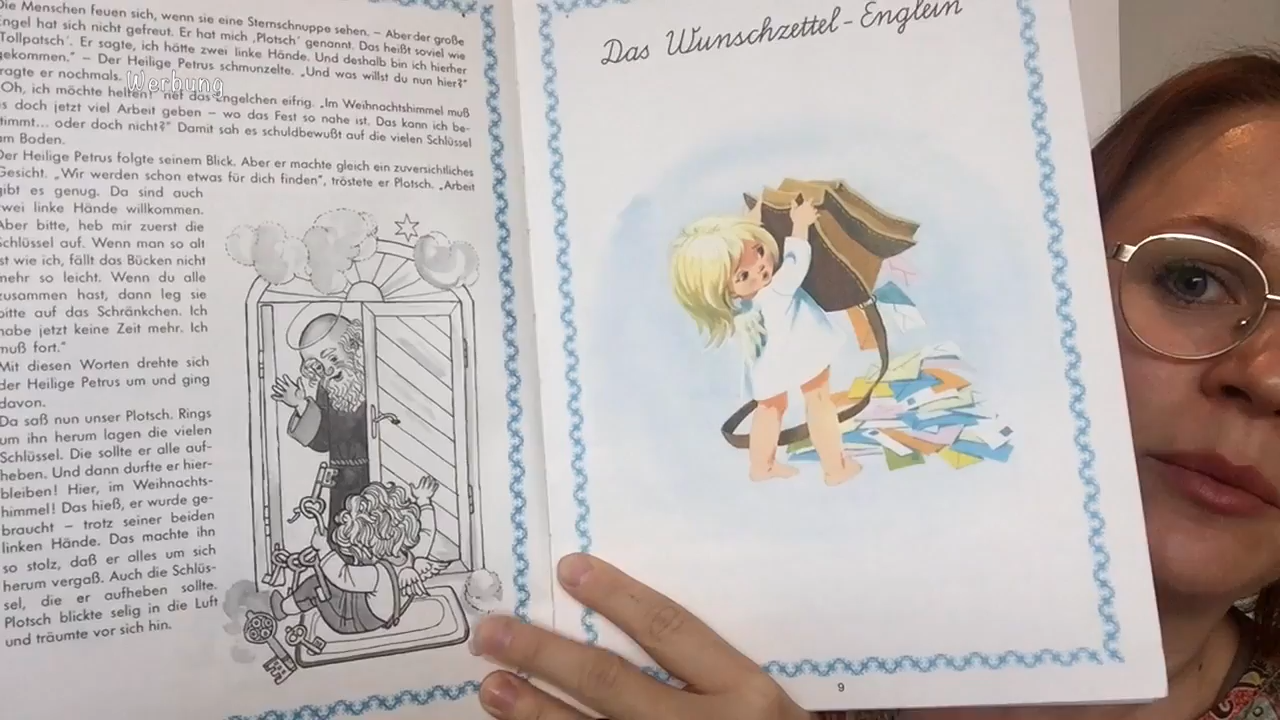 Die Menschen feuen sich, wenn sie eine Sternschnuppe sehen. – Aber der große
Engel hat sich nicht gefreut. Er hat mich ‚Plotsch‘ genannt. Das heißt soviel wie
‚Tollpatsch‘. Er sagte, ich hätte zwei linke Hände. Und deshalb bin ich hierher
gekommen.“ – Der Heilige Petrus schmunzelte. „Und was willst du nun hier?“
ragte er nochmals.
Werbung
„Oh, ich möchte helfen!“ rief das Engelchen eifrig. „Im Weihnachtshimmel muß
s doch jetzt viel Arbeit geben – wo das Fest so nahe ist. Das kann ich be-
timmt... oder doch nicht?“ Damit sah es schuldbewußt auf die vielen Schlüssel
am Boden.
Der Heilige Petrus folgte seinem Blick. Aber er machte gleich ein zuversichtliches
Gesicht. „Wir werden schon etwas für dich finden“, tröstete er Plotsch. „Arbeit
gibt es genug. Da sind auch
zwei linke Hände willkommen.
Aber bitte, heb mir zuerst die
Schlüssel auf. Wenn man so alt
st wie ich, fällt das Bücken nicht
mehr so leicht. Wenn du alle
zusammen hast, dann leg sie
bitte auf das Schränkchen. Ich
habe jetzt keine Zeit mehr. Ich
muß fort.“
Mit diesen Worten drehte sich
der Heilige Petrus um und ging
davon.
Da saß nun unser Plotsch. Rings
um ihn herum lagen die vielen
Schlüssel. Die sollte er alle auf-
heben. Und dann durfte er hier-
bleiben! Hier, im Weihnachts-
himmel! Das hieß, er wurde ge-
braucht – trotz seiner beiden
linken Hände. Das machte ihn
so stolz, daß er alles um sich
herum vergaß. Auch die Schlüs-
sel, die er aufheben sollte.
Plotsch blickte selig in die Luft
und träumte vor sich hin.
Das Wunschzettel-Englein
9